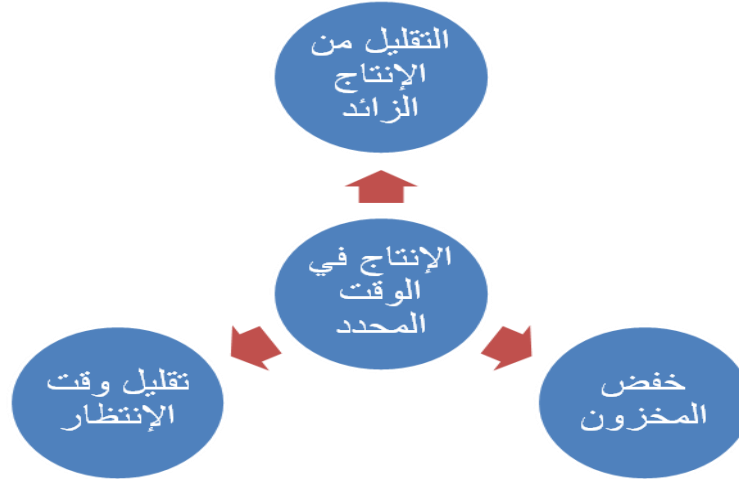 التقليل من
الإنتاج
الزائد
الإنتاج في
الوقت
المحدد
خفض
المخزون
تقليل وقت
الإنتظار